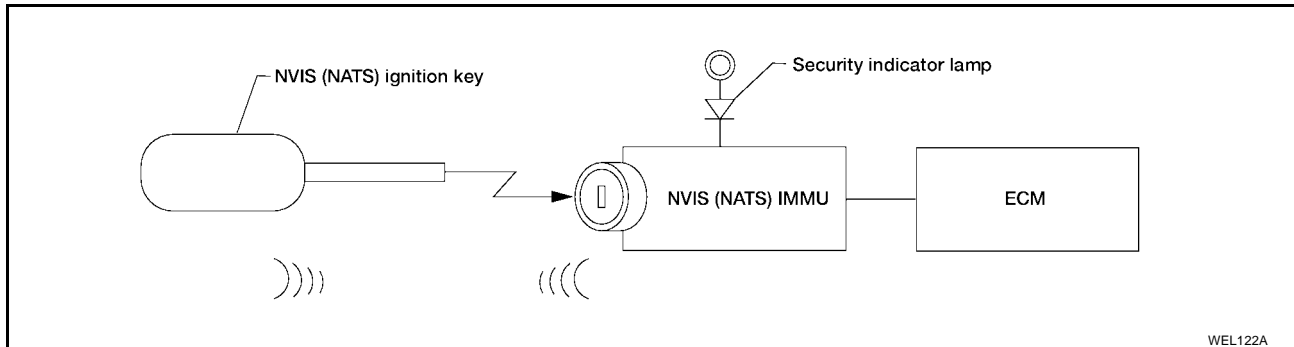 NVIS (NATS) ignition key
Security indicator lamp
NVIS (NATS) IMMU
ECM
WEL122A